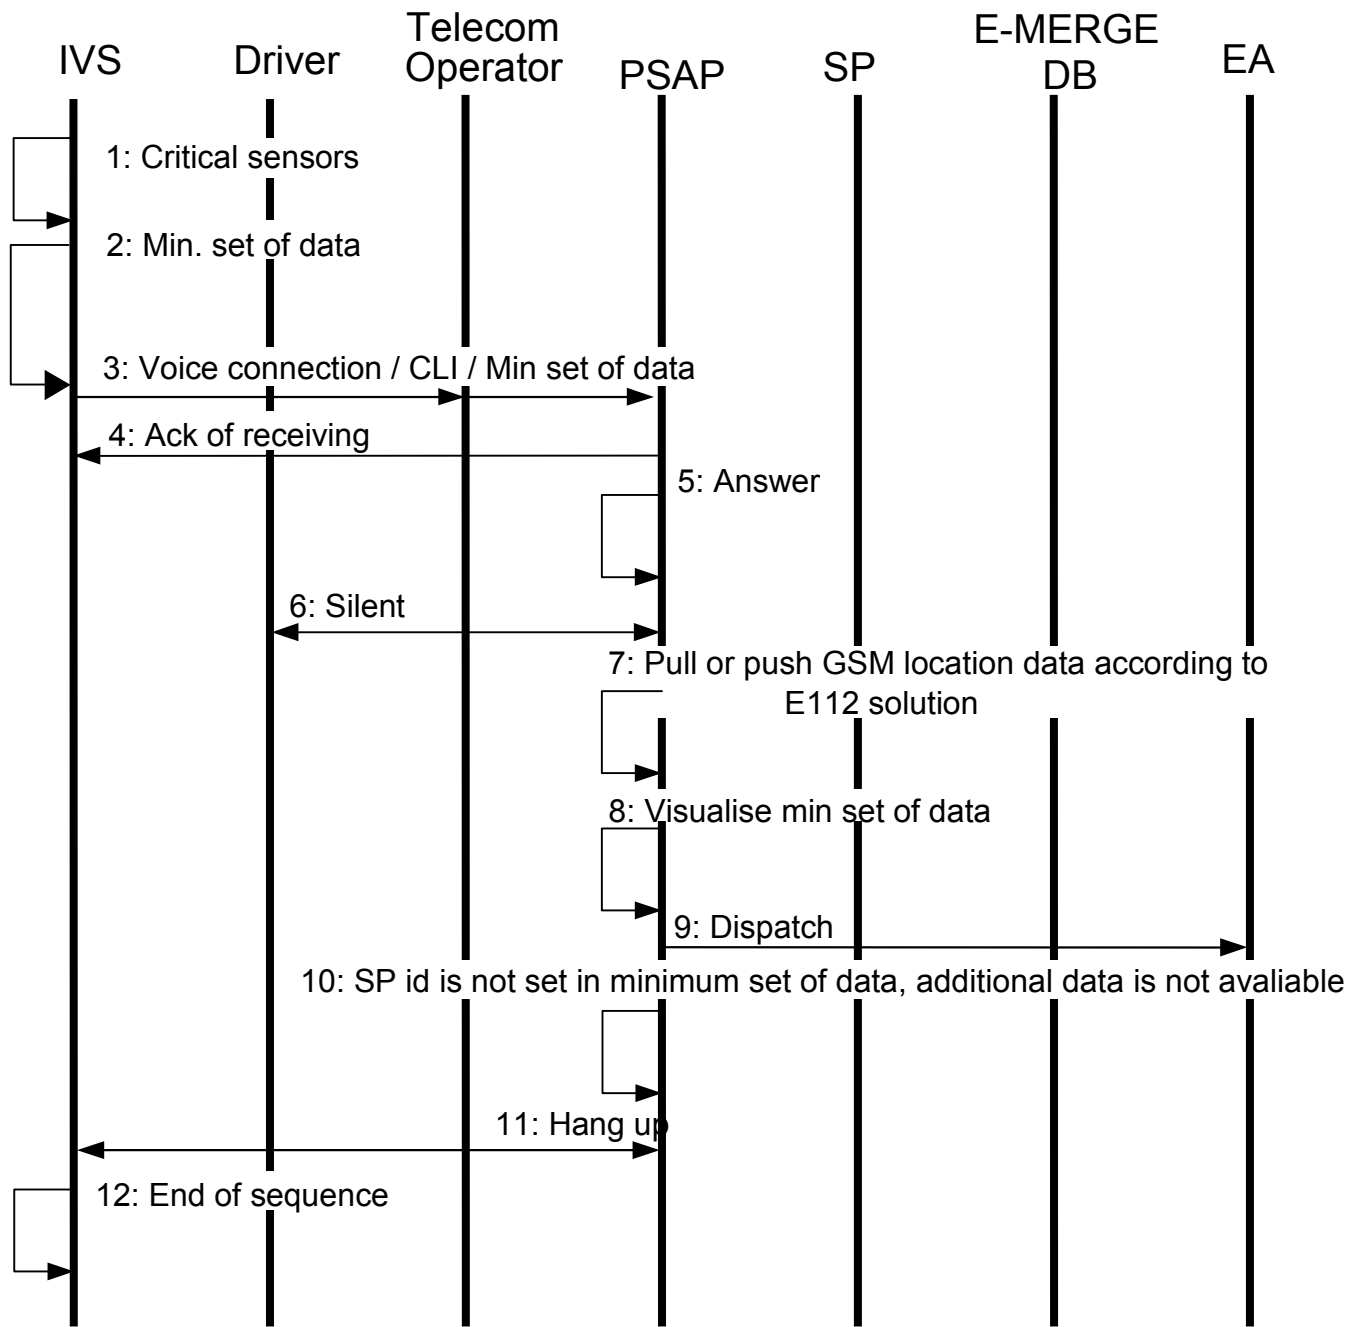 IVS
Driver
Telecom
Operator
PSAP
SP
E-MERGE
DB
EA
1: Critical sensors
2: Min. set of data
3: Voice connection / CLI / Min set of data
4: Ack of receiving
5: Answer
6: Silent
7: Pull or push GSM location data according to
E112 solution
8: Visualise min set of data
9: Dispatch
10: SP id is not set in minimum set of data, additional data is not avaliable
11: Hang up
12: End of sequence